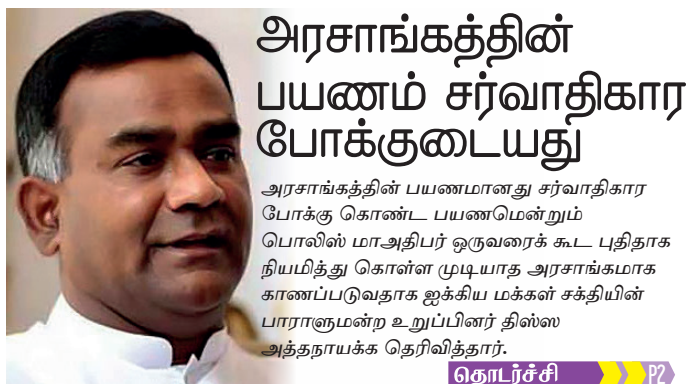 அரசாங்கத்தின்
பயணம் சர்வாதிகார
போக்குடையது
அரசாங்கத்தின் பயணமானது சர்வாதிகார
போக்கு கொண்ட பயணமென்றும்
பொலிஸ் மாஅதிபர் ஒருவரைக் கூட புதிதாக
நியமித்து கொள்ள முடியாத அரசாங்கமாக
காணப்படுவதாக ஐக்கிய மக்கள் சக்தியின்
பாராளுமன்ற உறுப்பினர் திஸ்ஸ
அத்தநாயக்க தெரிவித்தார்.
தொடர்ச்சி P2